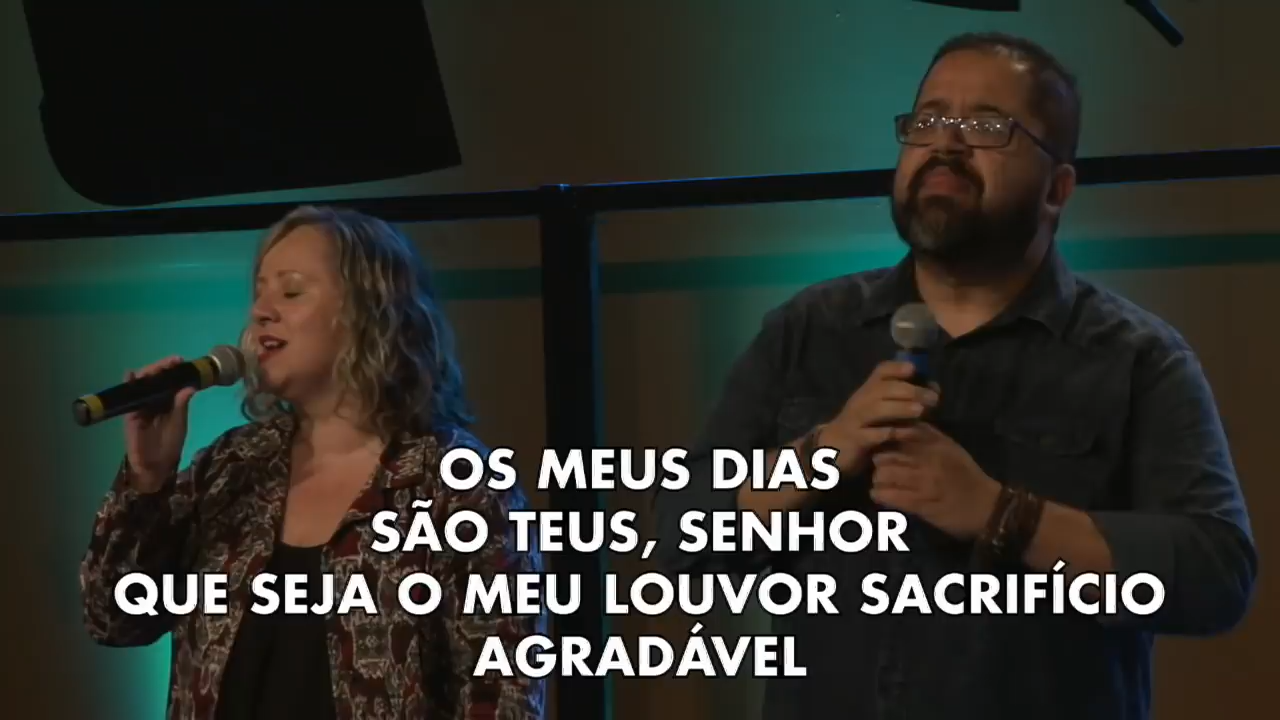 OS MEUS DIAS
SÃO TEUS, SENHOR
QUE SEJA O MEU LOUVOR SACRIFÍCIO
AGRADÁVEL